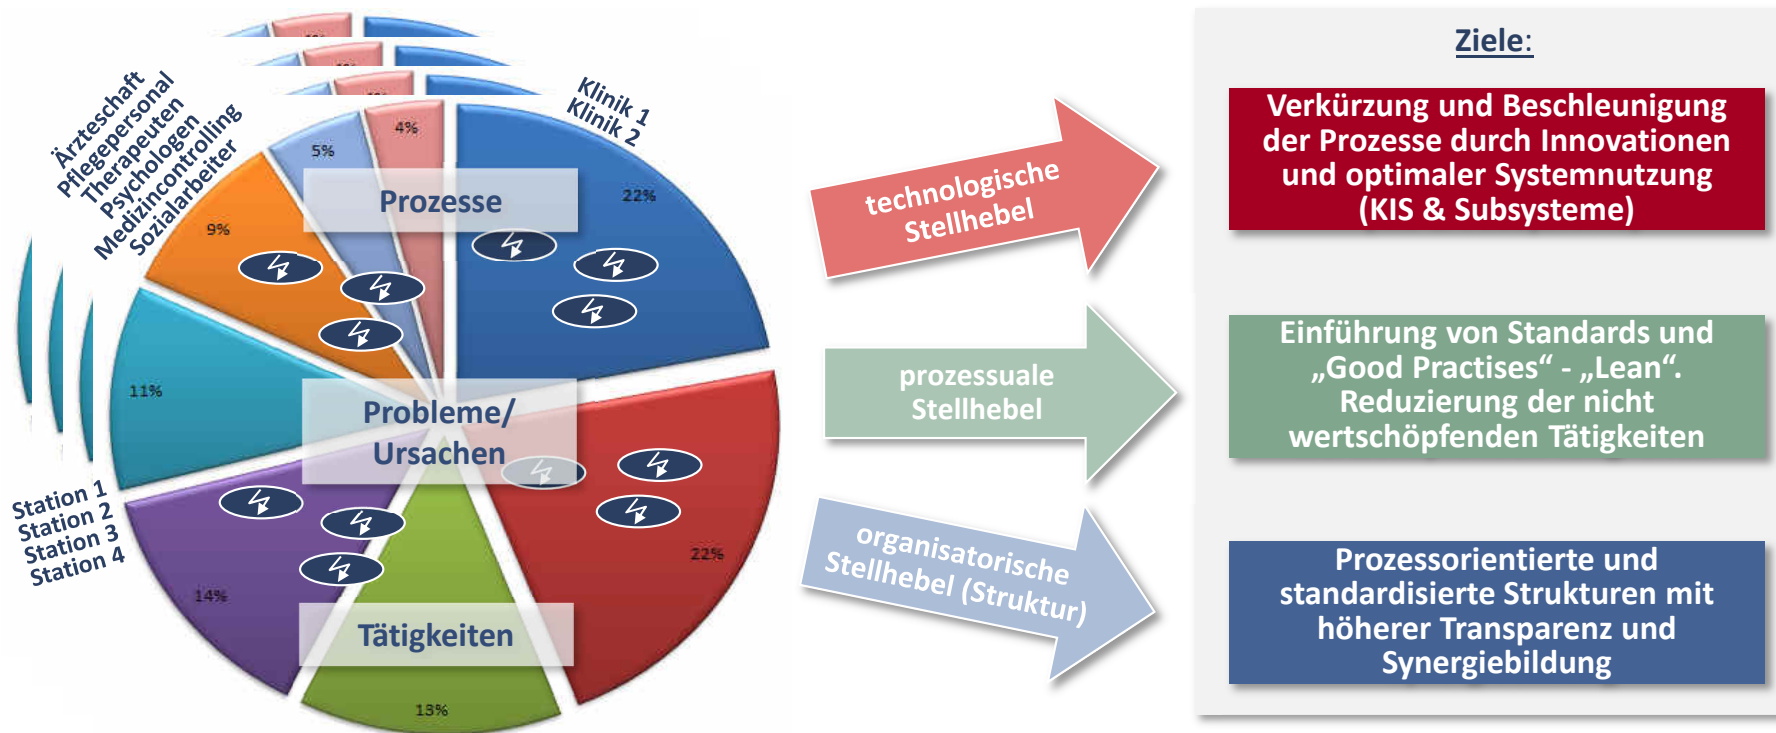 Ärzteschaft
Pflegepersonal
Therapeuten
Psychologen
Medizincontrolling
Sozialarbeiter
Klinik 1
Klinik 2
4%
5%
22%
9%
11%
14%
13%
22%
Prozesse
Probleme/
Ursachen
Tätigkeiten
Station 1
Station 2
Station 3
Station 4
technologische
Stellhebel
prozessuale
Stellhebel
organisatorische
Stellhebel (Struktur)
Ziele:
Verkürzung und Beschleunigung
der Prozesse durch Innovationen
und optimaler Systemnutzung
(KIS & Subsysteme)
Einführung von Standards und
„Good Practises“ - „Lean“.
Reduzierung der nicht
wertschöpfenden Tätigkeiten
Prozessorientierte und
standardisierte Strukturen mit
höherer Transparenz und
Synergiebildung